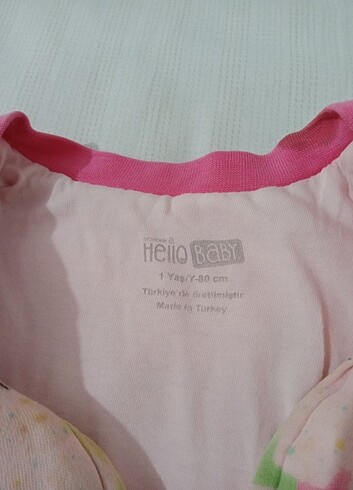 Hello BABY
1 Yaş/Y-80 cm
Türkiye'de üretilmiştir
Made in Turkey